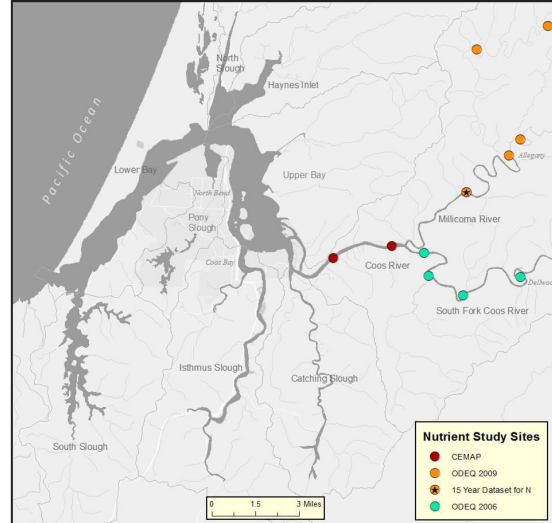 North
Slough
Haynes Inlet
Pacific Ocean
Lower Bay
Upper Bay
Allegany
North Bend
Pony
Slough
Millicoma River
Coos Bay
Coos River
South Fork Coos River
Isthmus Slough
Catching Slough
South Slough
0 1.5 3 Miles
Nutrient Study Sites
CEMAP
ODEQ 2009
15 Year Dataset for N
ODEQ 2006